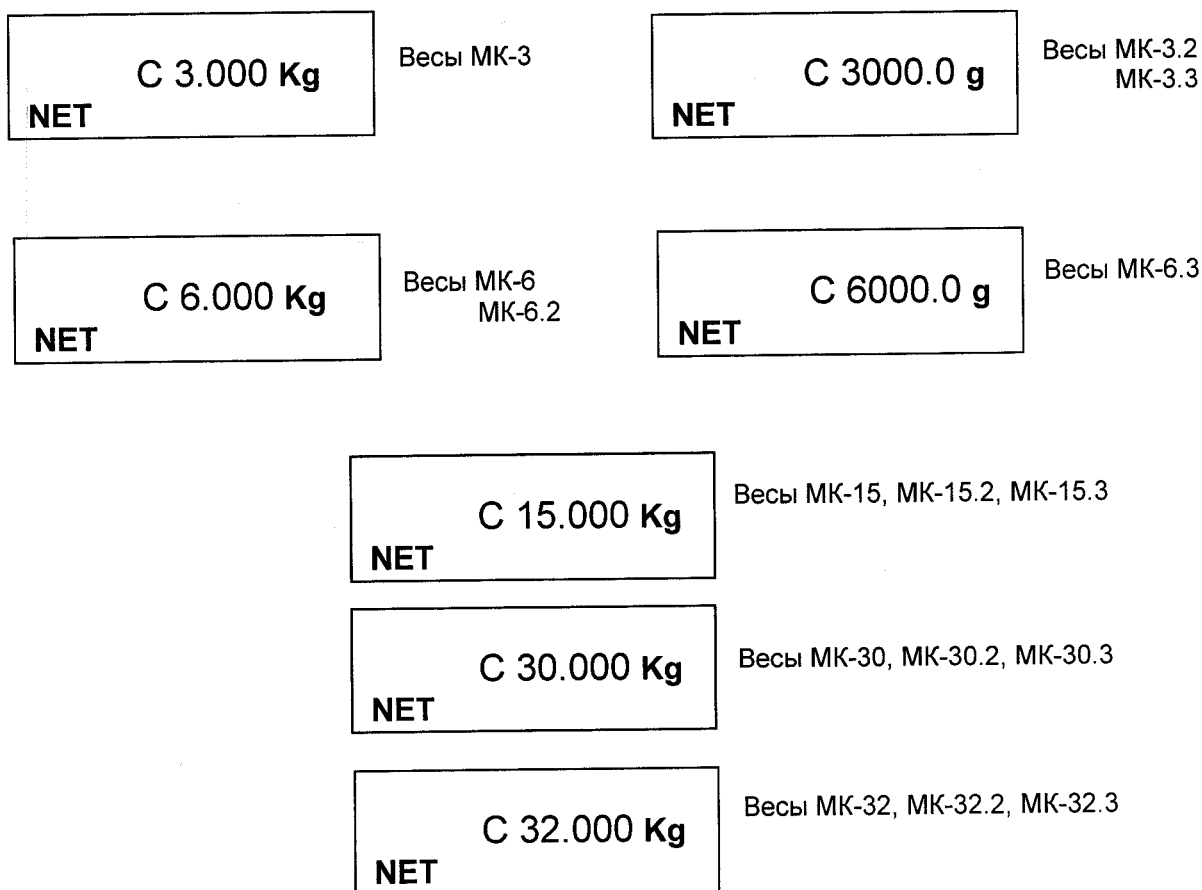 C 3.000 Kg
NET
Весы МК-3
C 3000.0 g
NET
Весы МК-3.2
МК-3.3
C 6.000 Kg
NET
Весы МК-6
МК-6.2
C 6000.0 g
NET
Весы МК-6.3
C 15.000 Kg
NET
Весы МК-15, МК-15.2, МК-15.3
C 30.000 Kg
NET
Весы МК-30, МК-30.2, МК-30.3
C 32.000 Kg
NET
Весы МК-32, МК-32.2, МК-32.3